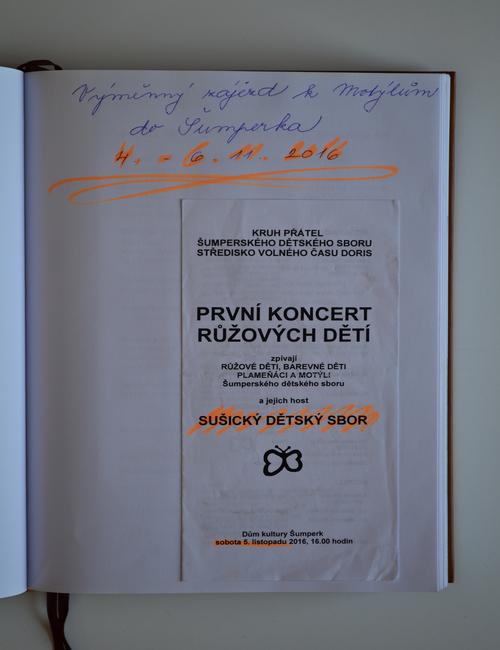 Výměnný zájezd k Motýlům
do Šumperka
4. - 6. 11. 2016
KRUH PŘÁTEL
ŠUMPERSKÉHO DĚTSKÉHO SBORU
STŘEDISKO VOLNÉHO ČASU DORIS
PRVNÍ KONCERT
RŮŽOVÝCH DĚTÍ
zpívají
RŮŽOVÉ DĚTI, BAREVNÉ DĚTI
PLAMEŇÁCI A MOTÝLI
Šumperského dětského sboru
a jejich host
SUŠICKÝ DĚTSKÝ SBOR
Dům kultury Šumperk
sobota 5. listopadu 2016, 16.00 hodin